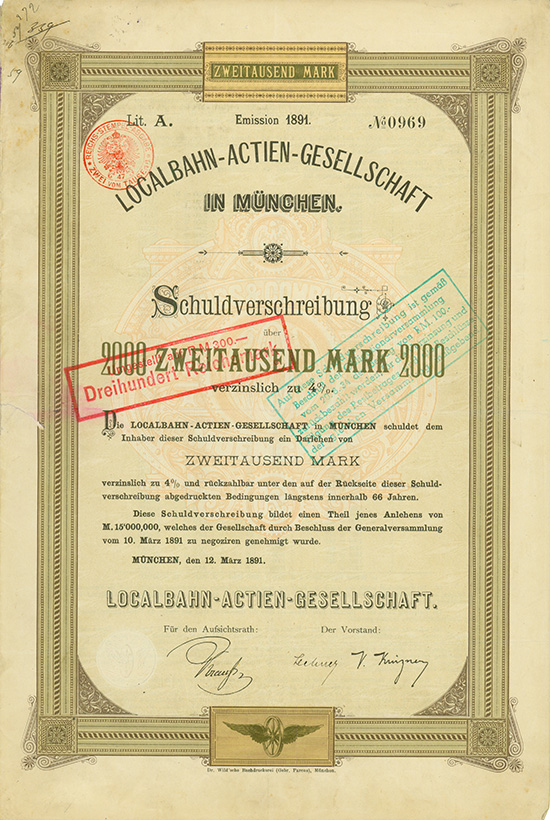 ZWEITAUSEND MARK
Lit. A. Emission 1891. No 0969
LOCALBAHN-ACTIEN-GESELLSCHAFT
IN MÜNCHEN.
Schuldverschreibung
über
2000 ZWEITAUSEND MARK 2000
verzinslich zu 4%.
Dreihundert Reichsmark
Die LOCALBAHN-ACTIEN-GESELLSCHAFT in MÜNCHEN schuldet dem
Inhaber dieser Schuldverschreibung ein Darlehen von
ZWEITAUSEND MARK
verzinslich zu 4% und rückzahlbar unten den auf der Rückseite dieser Schuld-
verschreibung abgedruckten Bedingungen längstens innerhalb 66 Jahren.
Diese Schuldverschreibung bildet einen Theil jenes Anlehens von
M. 15'000,000, welches der Gesellschaft durch Beschluss der Generalversammlung
vom 10. März 1891 zu negoziren genehmigt wurde.
MÜNCHEN, den 12. März 1891.
LOCALBAHN-ACTIEN-GESELLSCHAFT.
Für den Aufsichtsrath: Der Vorstand:
Dr. Wild'sche Buchdruckerei (Gebr. Parcus), München.